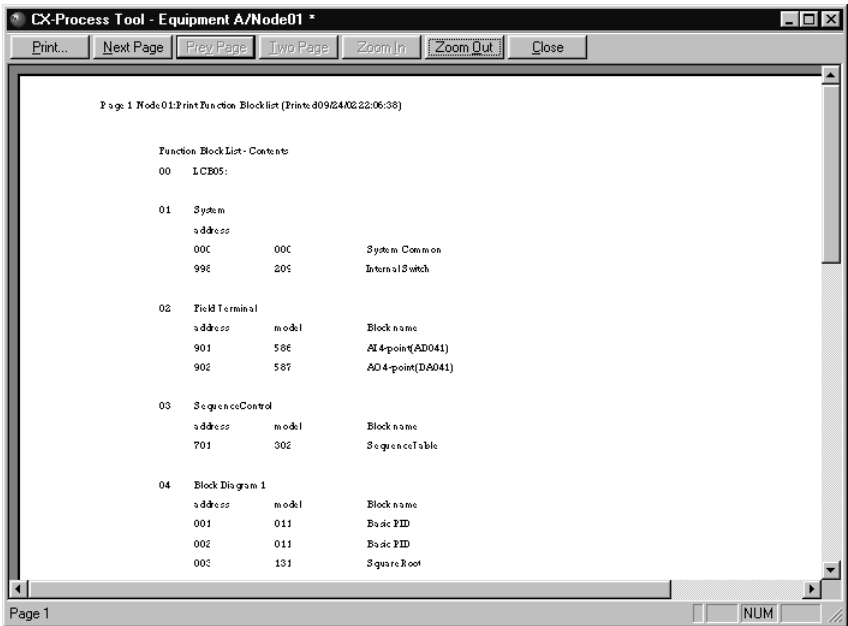 CX-Process Tool - Equipment A/Node01 *
Print... Next Page Prev Page Two Page Zoom In Zoom Out Close
Page 1 Node01:Print Function Block list (Printed09/24/02 22:06:38)
Function Block List - Contents
00 LCB05:
01 System
address
000 000 System Common
998 209 Internal Switch
02 Field Terminal
address model Block name
901 586 AI 4-point(AD041)
902 587 AO 4-point(DA041)
03 SequenceControl
address model Block name
701 302 SequenceTable
04 Block Diagram 1
address model Block name
001 011 Basic PID
002 011 Basic PID
003 131 Square Root
Page 1 NUM